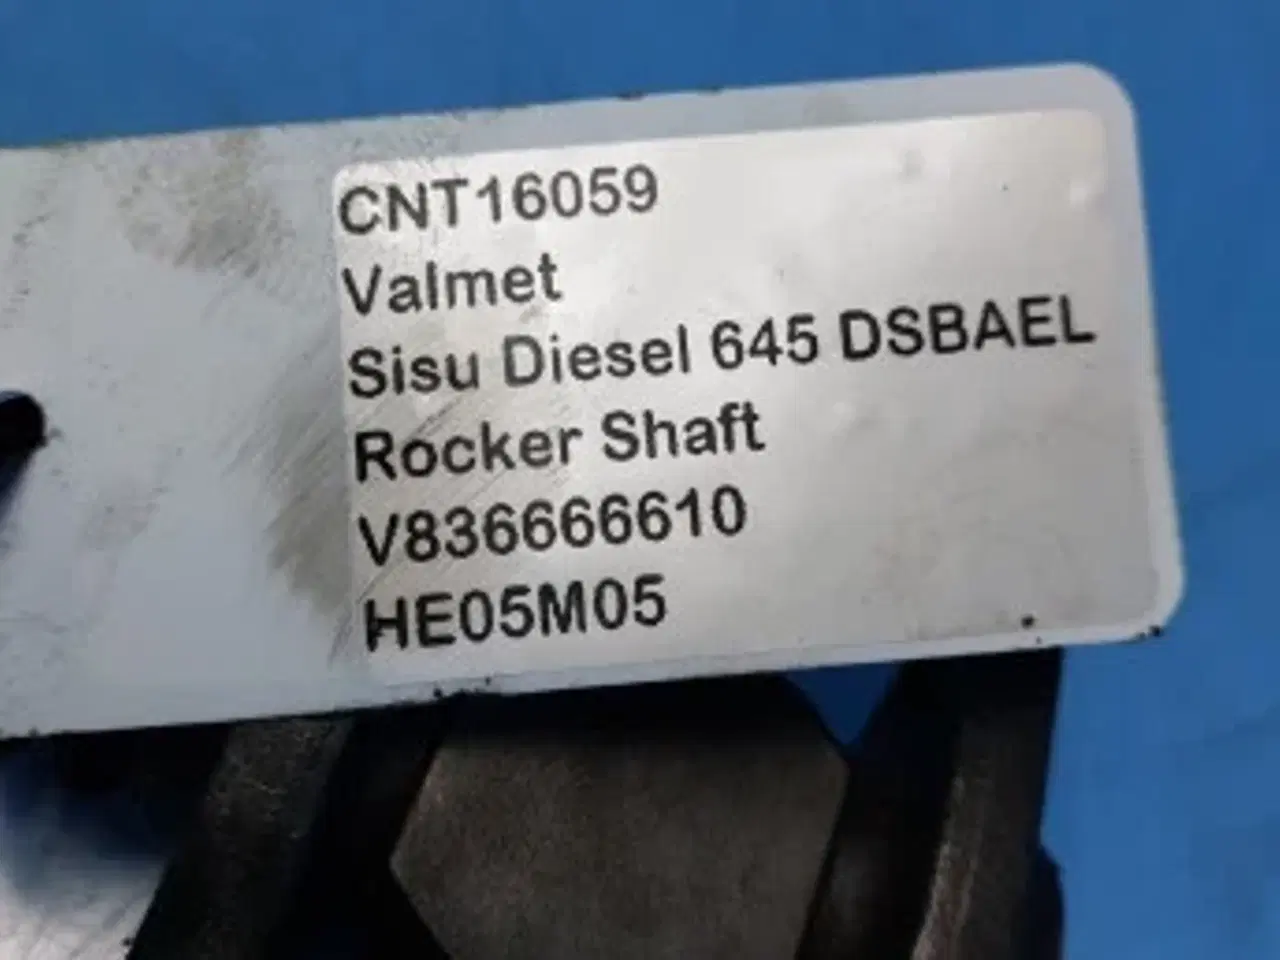 CNT16059
Valmet
Sisu Diesel 645 DSBAEL
Rocker Shaft
V836666610
HE05M05